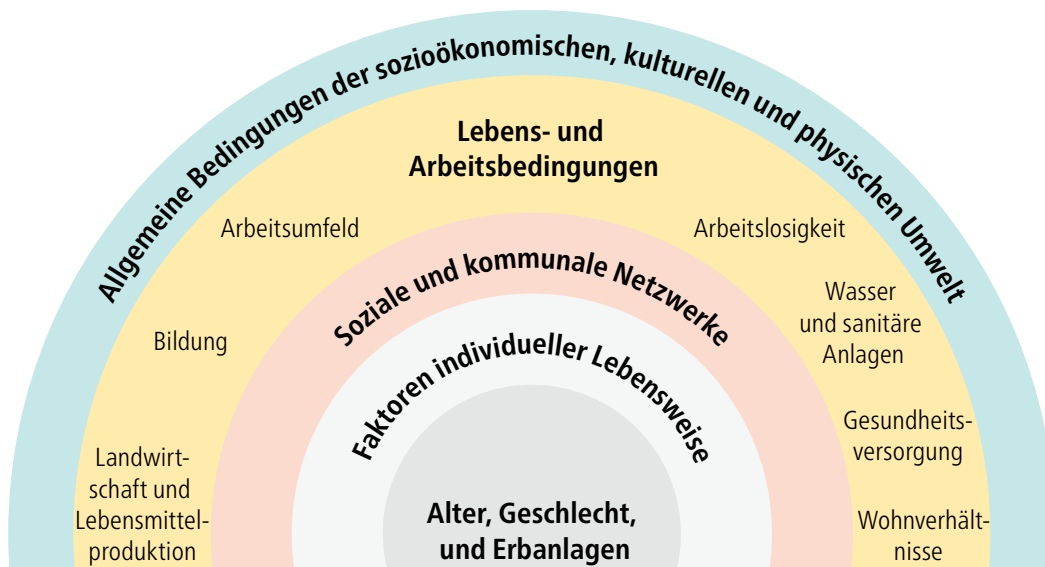 Allgemeine Bedingungen der sozioökonomischen, kulturellen und physischen Umwelt
Lebens- und
Arbeitsbedingungen
Arbeitsumfeld
Arbeitslosigkeit
Soziale und kommunale Netzwerke
Wasser
und sanitäre
Anlagen
Bildung
Faktoren individueller Lebensweise
Gesundheits-
versorgung
Landwirt-
schaft und
Lebensmittel-
produktion
Alter, Geschlecht,
und Erbanlagen
Wohnverhält-
nisse